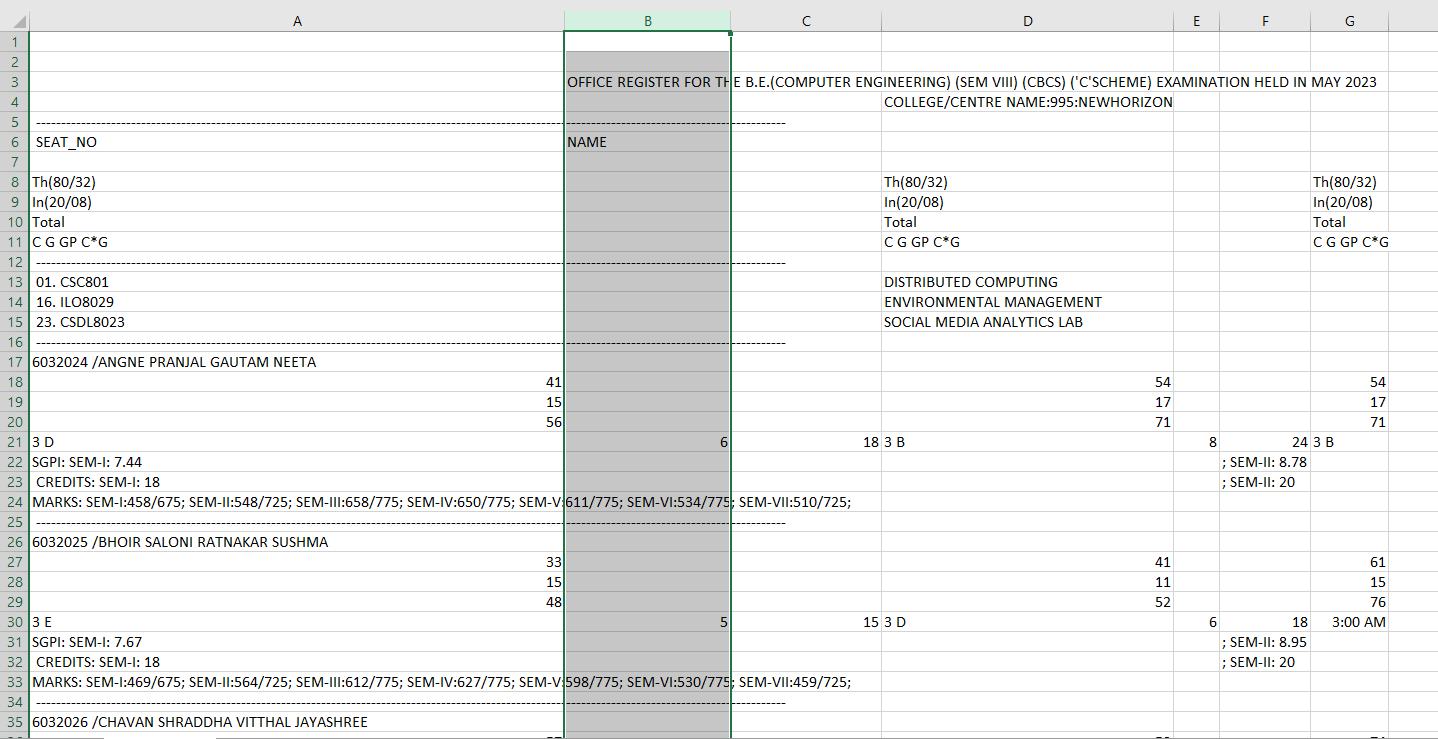 A B C D E F G
1
2
3 OFFICE REGISTER FOR THE B.E.(COMPUTER ENGINEERING) (SEM VIII) (CBCS) ('C'SCHEME) EXAMINATION HELD IN MAY 2023
4 COLLEGE/CENTRE NAME:995:NEWHORIZON
5 ------------------------------------------------------------------------------------------------------------------------------------------------------
6 SEAT_NO NAME
7
8 Th(80/32) Th(80/32) Th(80/32)
9 In(20/08) In(20/08) In(20/08)
10 Total Total Total
11 C G GP C*G C G GP C*G C G GP C*G
12 ------------------------------------------------------------------------------------------------------------------------------------------------------
13 01. CSC801 DISTRIBUTED COMPUTING
14 16. ILO8029 ENVIRONMENTAL MANAGEMENT
15 23. CSDL8023 SOCIAL MEDIA ANALYTICS LAB
16 ------------------------------------------------------------------------------------------------------------------------------------------------------
17 6032024 /ANGNE PRANJAL GAUTAM NEETA
18 41 54 54
19 15 17 17
20 56 71 71
21 3 D 6 18 3 B 8 24 3 B
22 SGPI: SEM-I: 7.44 ; SEM-II: 8.78
23 CREDITS: SEM-I: 18 ; SEM-II: 20
24 MARKS: SEM-I:458/675; SEM-II:548/725; SEM-III:658/775; SEM-IV:650/775; SEM-V:611/775; SEM-VI:534/775; SEM-VII:510/725;
25 ------------------------------------------------------------------------------------------------------------------------------------------------------
26 6032025 /BHOIR SALONI RATNAKAR SUSHMA
27 33 41 61
28 15 11 15
29 48 52 76
30 3 E 5 15 3 D 6 18 3:00 AM
31 SGPI: SEM-I: 7.67 ; SEM-II: 8.95
32 CREDITS: SEM-I: 18 ; SEM-II: 20
33 MARKS: SEM-I:469/675; SEM-II:564/725; SEM-III:612/775; SEM-IV:627/775; SEM-V:598/775; SEM-VI:530/775; SEM-VII:459/725;
34 ------------------------------------------------------------------------------------------------------------------------------------------------------
35 6032026 /CHAVAN SHRADDHA VITTHAL JAYASHREE